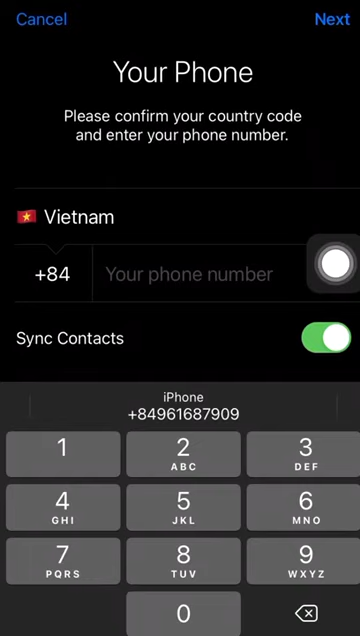 Cancel Next
Your Phone
Please confirm your country code
and enter your phone number.
Vietnam
+84 Your phone number
Sync Contacts
iPhone
+84961687909
1 2 3
ABC DEF
4 5 6
GHI JKL MNO
7 8 9
PQRS TUV WXYZ
0